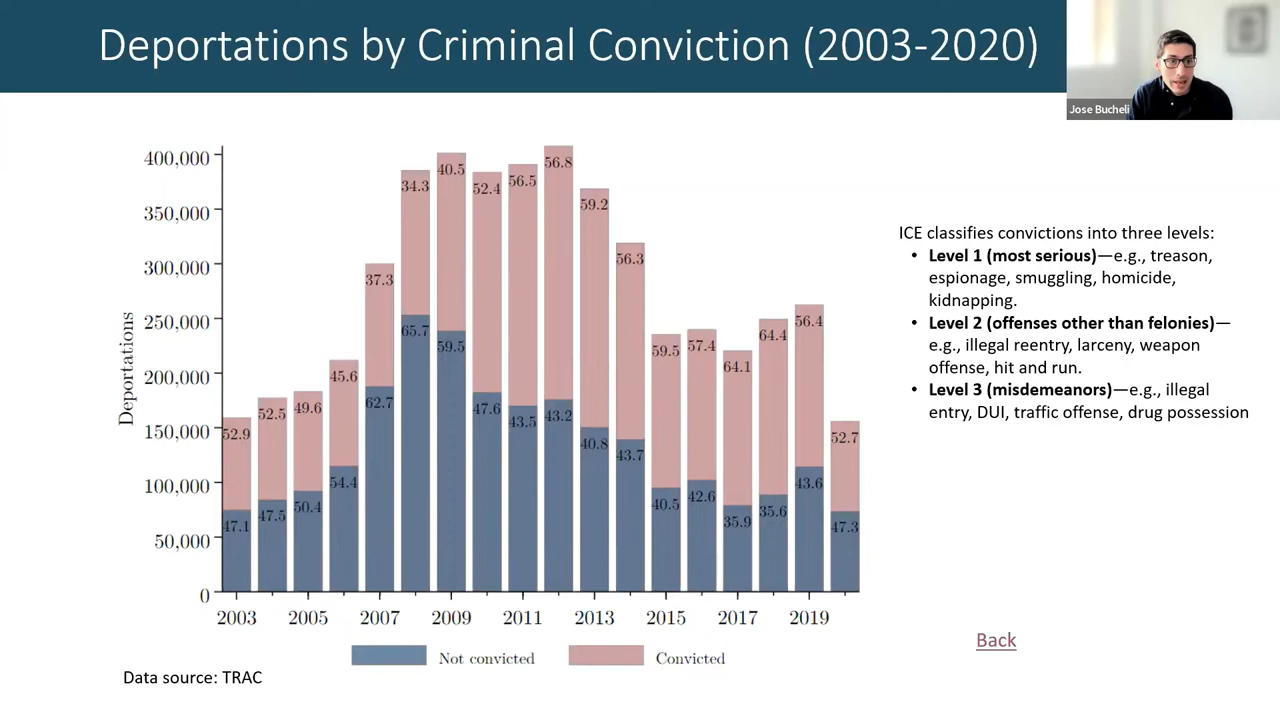 Deportations by Criminal Conviction (2003-2020)
Jose Bucheli
400,000
350,000
300,000
250,000
200,000
150,000
100,000
50,000
0
Deportations
52.9
52.5
49.6
45.6
37.3
34.3
40.5
52.4
56.5
56.8
59.2
56.3
59.5
57.4
64.1
64.4
56.4
52.7
47.1
47.5
50.4
54.4
62.7
65.7
59.5
47.6
43.5
43.2
40.8
43.7
40.5
42.6
35.9
35.6
43.6
47.3
2003 2005 2007 2009 2011 2013 2015 2017 2019
Not convicted
Convicted
Data source: TRAC
ICE classifies convictions into three levels:
• Level 1 (most serious)—e.g., treason,
espionage, smuggling, homicide,
kidnapping.
• Level 2 (offenses other than felonies)—
e.g., illegal reentry, larceny, weapon
offense, hit and run.
• Level 3 (misdemeanors)—e.g., illegal
entry, DUI, traffic offense, drug possession
Back